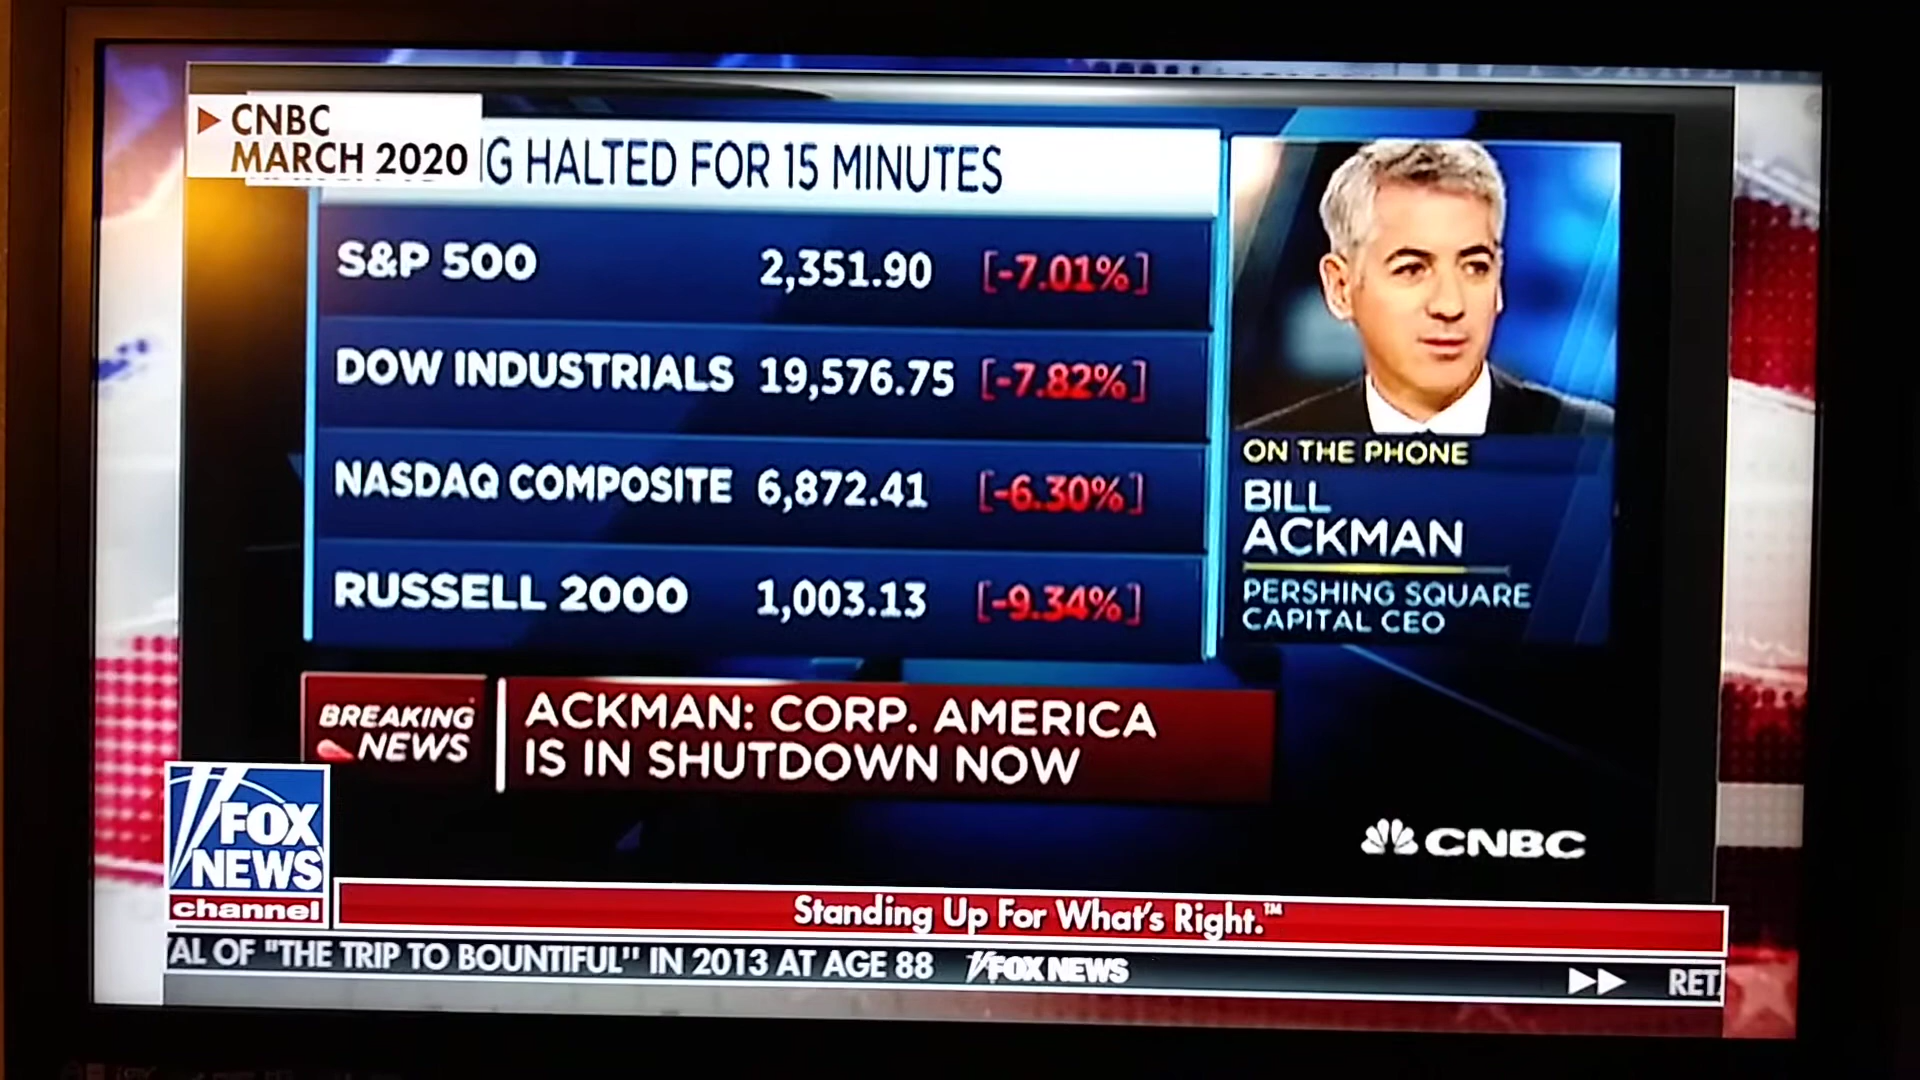 CNBC
MARCH 2020
G HALTED FOR 15 MINUTES
S&P 500 2,351.90 [-7.01%]
DOW INDUSTRIALS 19,576.75 [-7.82%]
NASDAQ COMPOSITE 6,872.41 [-6.30%]
RUSSELL 2000 1,003.13 [-9.34%]
ON THE PHONE
BILL
ACKMAN
PERSHING SQUARE
CAPITAL CEO
BREAKING
NEWS
ACKMAN: CORP. AMERICA
IS IN SHUTDOWN NOW
CNBC
FOX
NEWS
channel
Standing Up For What's Right.™
AL OF "THE TRIP TO BOUNTIFUL" IN 2013 AT AGE 88 FOX NEWS RET